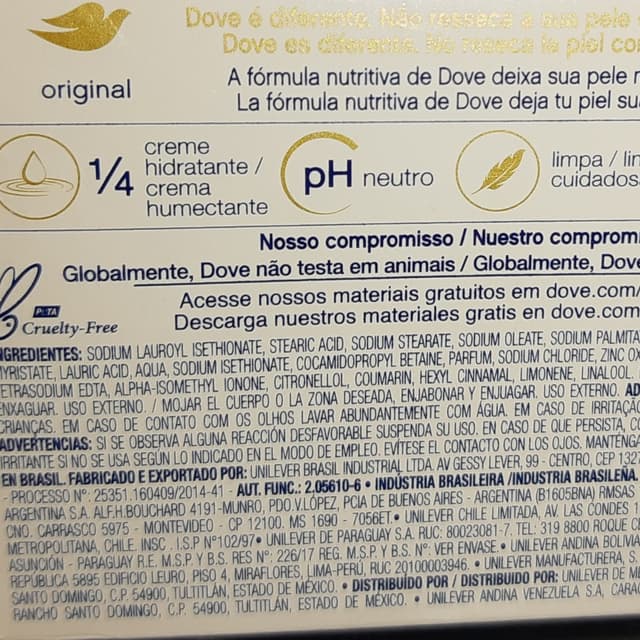 Dove é diferente. Não resseca a sua pele
Dove es diferente. No reseca la piel
original
A fórmula nutritiva de Dove deixa sua pele
La fórmula nutritiva de Dove deja tu piel
1/4
creme
hidratante /
crema
humectante
pH neutro
limpa /
Nosso compromisso / Nuestro
Globalmente, Dove não testa em animais / Globalmente,
PETA
Cruelty-Free
Acesse nossos materiais gratuitos em dove.com/
Descarga nuestros materiales gratis en dove.com
INGREDIENTES: SODIUM LAUROYL ISETHIONATE, STEARIC ACID, SODIUM STEARATE, SODIUM OLEATE, SODIUM
MYRISTATE, LAURIC ACID, AQUA, SODIUM ISETHIONATE, COCAMIDOPROPYL BETAINE, PARFUM, SODIUM CHLORIDE, ZINC
TETRASODIUM EDTA, ALPHA-ISOMETHYL IONONE, CITRONELLOL, COUMARIN, HEXYL CINNAMAL, LIMONENE, LINALOOL.
ENXAGUAR. USO EXTERNO. / MOJAR EL CUERPO O LA ZONA DESEADA, ENJABONAR Y ENJUAGAR. USO EXTERNO.
CRIANÇAS. EM CASO DE CONTATO COM OS OLHOS LAVAR ABUNDANTEMENTE COM ÁGUA. EM CASO DE
ADVERTENCIAS: SI SE OBSERVA ALGUNA REACCIÓN DESFAVORABLE SUSPENDA SU USO. EN CASO DE QUE PERSISTA,
IRRITANTE SI NO SE USA SEGÚN LO INDICADO EN EL MODO DE EMPLEO. EVÍTESE EL CONTACTO CON LOS OJOS.
EN BRASIL. FABRICADO E EXPORTADO POR: UNILEVER BRASIL INDUSTRIAL LTDA. AV GESSY LEVER, 99 - CENTRO, CEP
- PROCESSO Nº: 25351.160409/2014-41 - AUT. FUNC.: 2.05610-6 • INDÚSTRIA BRASILEIRA /INDUSTRIA BRASILEÑA.
ARGENTINA S.A. ALF.H.BOUCHARD 4191-MUNRO, PDO.V.LÓPEZ, PCIA DE BUENOS AIRES - ARGENTINA (B1605BNA) RMSAS
CNO. CARRASCO 5975 - MONTEVIDEO - CP 12100. MS 1690 - 7056ET. • UNILEVER CHILE LIMITADA, AV. LAS CONDES
METROPOLITANA, CHILE. INSC. I.S.P Nº102/97• UNILEVER DE PARAGUAY S.A. RUC: 80023081-7. TEL: 319 8800 ROQUE
ASUNCIÓN - PARAGUAY R.E. M.S.P Y B.S. RES Nº: 226/17 REG. M.S.P Y B.S. Nº VER ENVASE.• UNILEVER ANDINA BOLIVIA
REPÚBLICA 5895 EDIFICIO LEURO, PISO 4, MIRAFLORES, LIMA-PERÚ, RUC 20100003946. • UNILEVER MANUFACTURERA,
SANTO DOMINGO, C.P. 54900, TULTITLÁN, ESTADO DE MÉXICO. • DISTRIBUÍDO POR / DISTRIBUIDO POR: UNILEVER DE
RANCHO SANTO DOMINGO, C.P. 54900, TULTITLÁN, ESTADO DE MÉXICO. • UNILEVER ANDINA VENEZUELA S.A,